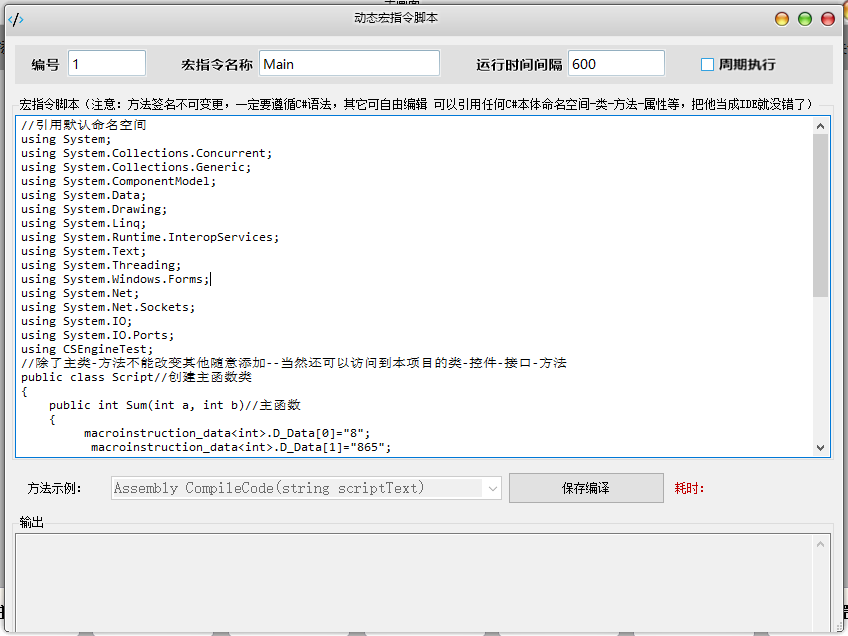 动态宏指令脚本
编号 1 宏指令名称 Main 运行时间间隔 600 周期执行
宏指令脚本（注意：方法签名不可变更，一定要遵循C#语法，其它可自由编辑 可以引用任何C#本体命名空间-类-方法-属性等，把他当成IDE就没错了）
//引用默认命名空间
using System;
using System.Collections.Concurrent;
using System.Collections.Generic;
using System.ComponentModel;
using System.Data;
using System.Drawing;
using System.Linq;
using System.Runtime.InteropServices;
using System.Text;
using System.Threading;
using System.Windows.Forms;
using System.Net;
using System.Net.Sockets;
using System.IO;
using System.IO.Ports;
using CSEngineTest;
//除了主类-方法不能改变其他随意添加--当然还可以访问到本项目的类-控件-接口-方法
public class Script//创建主函数类
{
    public int Sum(int a, int b)//主函数
    {
         macroinstruction_data<int>.D_Data[0]="8";
          macroinstruction_data<int>.D_Data[1]="865";
方法示例： Assembly CompileCode(string scriptText) 保存编译 耗时：
输出